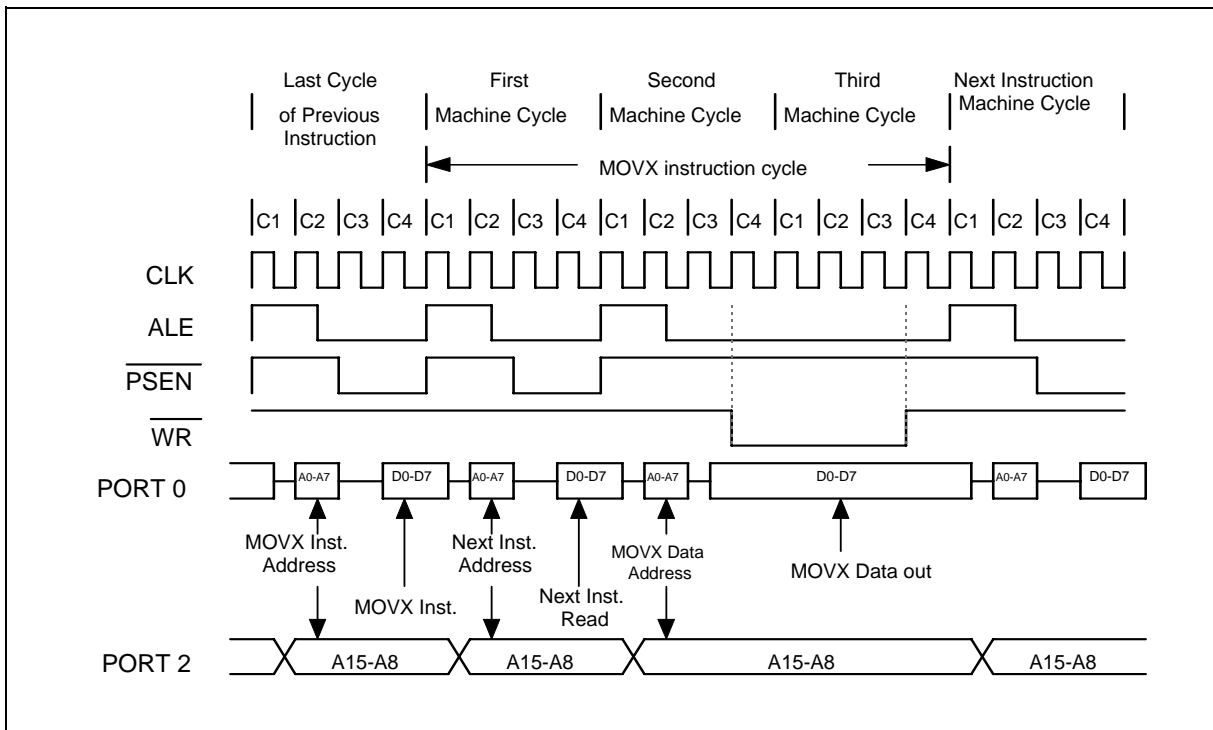 Last Cycle
of Previous
Instruction
First
Machine Cycle
Second
Machine Cycle
Third
Machine Cycle
Next Instruction
Machine Cycle
MOVX instruction cycle
C1 C2 C3 C4 C1 C2 C3 C4 C1 C2 C3 C4 C1 C2 C3 C4 C1 C2 C3 C4
CLK
ALE
PSEN
WR
PORT 0
A0-A7 D0-D7 A0-A7 D0-D7 A0-A7 D0-D7 A0-A7 D0-D7
MOVX Inst.
Address
MOVX Inst.
Next Inst.
Address
Next Inst.
Read
MOVX Data
Address
MOVX Data out
PORT 2
A15-A8 A15-A8 A15-A8 A15-A8